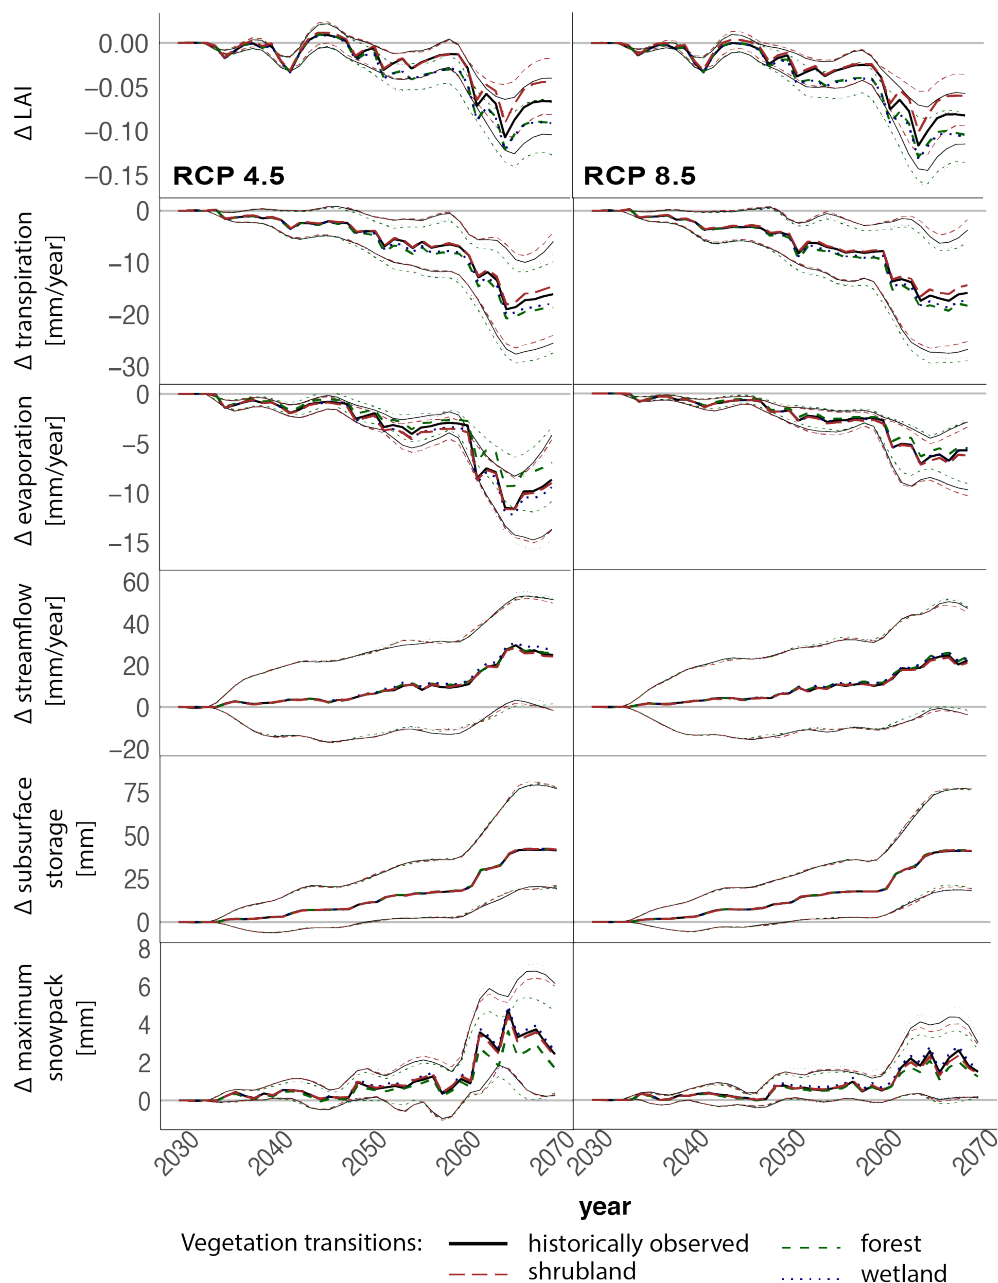 0.00
−0.05
−0.10
−0.15
Δ LAI
RCP 4.5
RCP 8.5
0
−10
−20
−30
Δ transpiration
[mm/year]
0
−5
−10
−15
Δ evaporation
[mm/year]
60
40
20
0
−20
Δ streamflow
[mm/year]
75
50
25
0
Δ subsurface
storage
[mm]
8
6
4
2
0
Δ maximum
snowpack
[mm]
2030
2040
2050
2060
2070
2030
2040
2050
2060
2070
year
Vegetation transitions:
historically observed
forest
shrubland
wetland